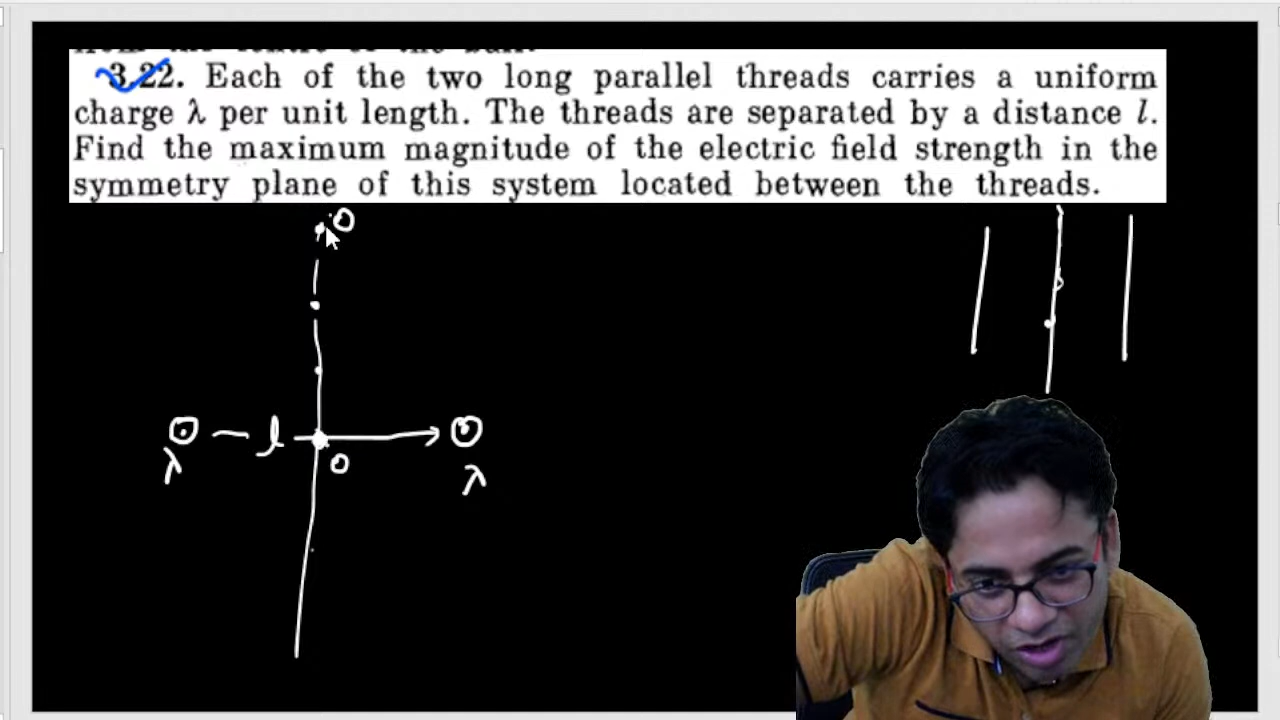 3.22. Each of the two long parallel threads carries a uniform
charge λ per unit length. The threads are separated by a distance l.
Find the maximum magnitude of the electric field strength in the
symmetry plane of this system located between the threads.
0
l
0
λ
λ